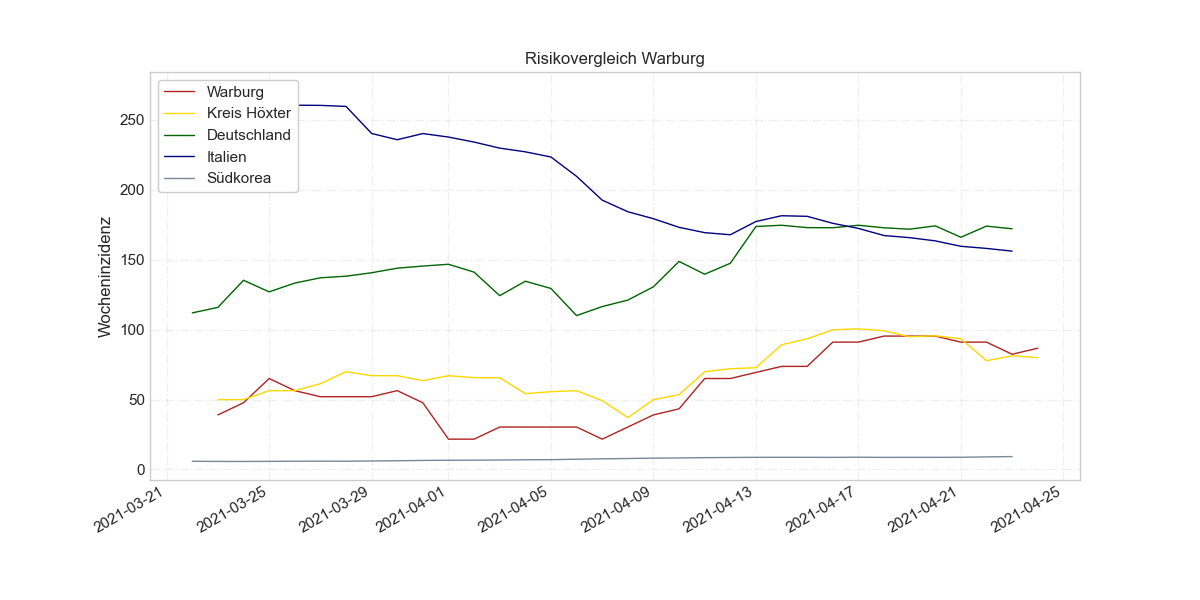 Risikovergleich Warburg
Warburg
Kreis Höxter
Deutschland
Italien
Südkorea
Wocheninzidenz
250
200
150
100
50
0
2021-03-21
2021-03-25
2021-03-29
2021-04-01
2021-04-05
2021-04-09
2021-04-13
2021-04-17
2021-04-21
2021-04-25